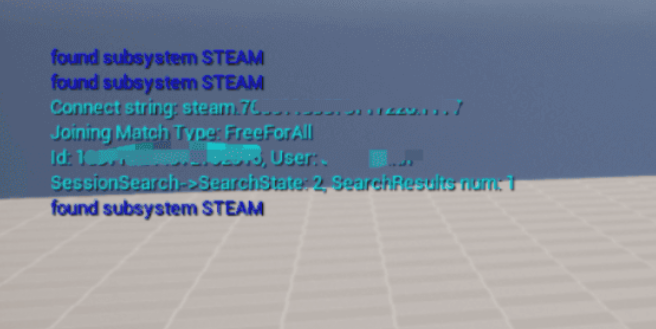 found subsystem STEAM
found subsystem STEAM
Connect string:
Joining Match Type: FreeForAll
Id: User:
SessionSearch->SearchState: 2, SearchResults num: 1
found subsystem STEAM